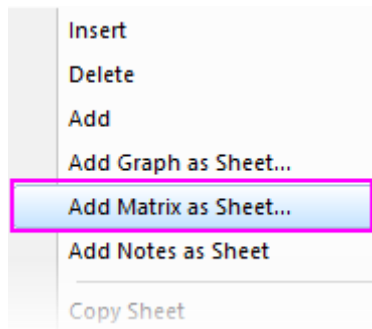 Insert
Delete
Add
Add Graph as Sheet...
Add Matrix as Sheet...
Add Notes as Sheet
Copy Sheet